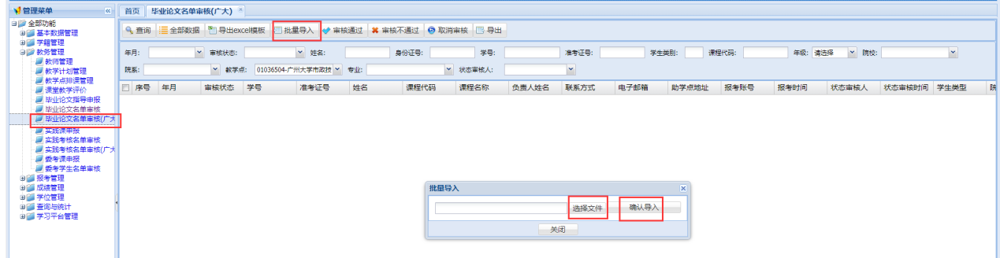 管理菜单
全部功能
基本数据管理
学籍管理
教务管理
教师管理
教学计划管理
教学点排课管理
课堂教学评价
毕业论文指导申报
毕业论文名单审核
毕业论文名单审核(广大
实践课申报
实践考核名单审核
实践考核名单审核(广大
委考课申报
委考学生名单审核
报考管理
成绩管理
学位管理
查询与统计
学习平台管理
首页 毕业论文名单审核(广大)
查询 全部数据 导出excel模板 批量导入 审核通过 审核不通过 取消审核 导出
年月: 审核状态: 姓名: 身份证号: 学号: 准考证号: 学生类别: 课程代码: 年级: 请选择 院校:
院系: 教学点: 01036504-广州大学市政技 专业: 状态审核人:
序号 年月 审核状态 学号 准考证号 姓名 课程代码 课程名称 负责人姓名 联系方式 电子邮箱 助学点地址 报考账号 报考时间 状态审核人 状态审核时间 学生类型 院
批量导入
选择文件 确认导入
关闭